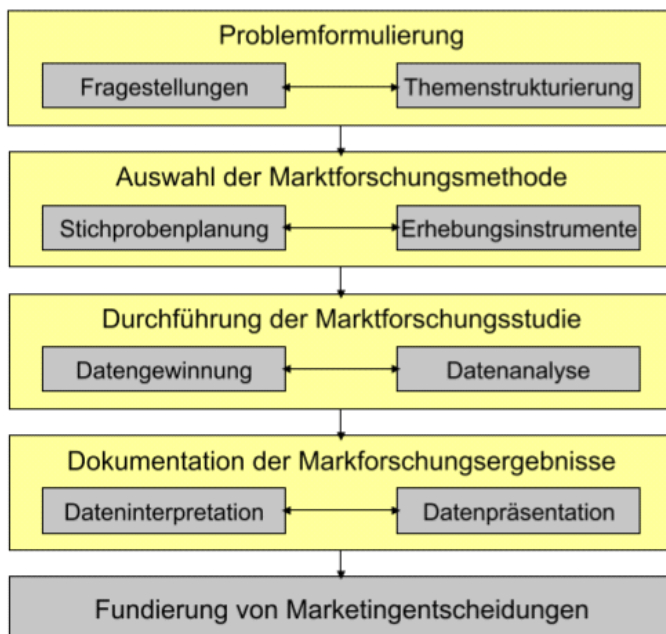 Problemformulierung
Fragestellungen
Themenstrukturierung
Auswahl der Marktforschungsmethode
Stichprobenplanung
Erhebungsinstrumente
Durchführung der Marktforschungsstudie
Datengewinnung
Datenanalyse
Dokumentation der Markforschungsergebnisse
Dateninterpretation
Datenpräsentation
Fundierung von Marketingentscheidungen